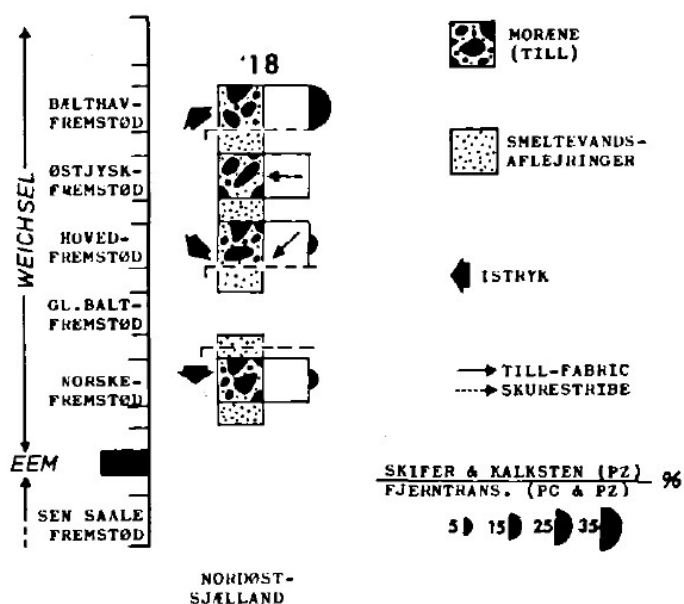 '18
BÆLTHAV-
FREMSTØD
ØSTJYSK-
FREMSTØD
HOVED-
FREMSTØD
GL.BALT-
FREMSTØD
NORSKE-
FREMSTØD
WEICHSEL
EEM
SEN SAALE
FREMSTØD
NORDØST-
SJÆLLAND
MORÆNE
(TILL)
SMELTEVANDS-
AFLEJRINGER
ISTRYK
TILL-FABRIC
SKURESTRIBE
SKIFER & KALKSTEN (PZ)
FJERNTRANS. (PC & PZ)
%
5 15 25 35